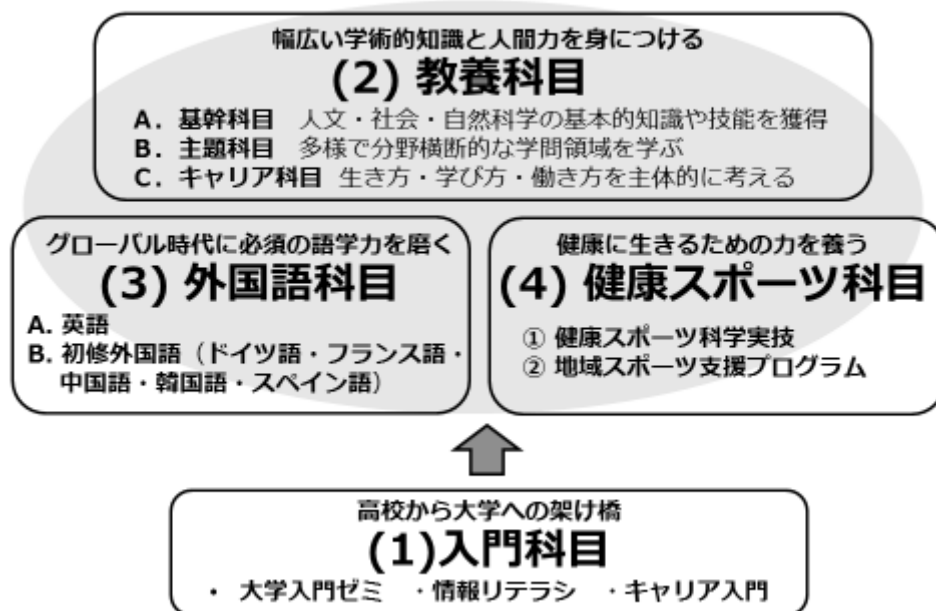 幅広い学術的知識と人間力を身につける
(2) 教養科目
A. 基幹科目 人文・社会・自然科学の基本的知識や技能を獲得
B. 主題科目 多様で分野横断的な学問領域を学ぶ
C. キャリア科目 生き方・学び方・働き方を主体的に考える
グローバル時代に必須の語学力を磨く
(3) 外国語科目
A. 英語
B. 初修外国語（ドイツ語・フランス語・
中国語・韓国語・スペイン語）
健康に生きるための力を養う
(4) 健康スポーツ科目
① 健康スポーツ科学実技
② 地域スポーツ支援プログラム
高校から大学への架け橋
(1)入門科目
・ 大学入門ゼミ ・情報リテラシ ・キャリア入門